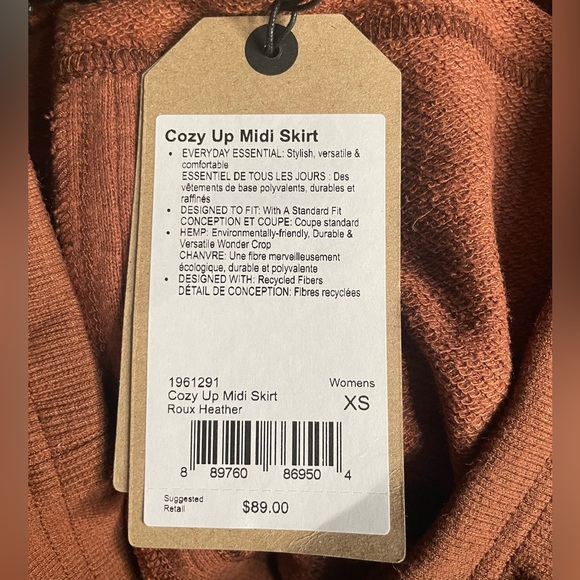 Cozy Up Midi Skirt
• EVERYDAY ESSENTIAL: Stylish, versatile &
comfortable
ESSENTIEL DE TOUS LES JOURS : Des
vêtements de base polyvalents, durables et
raffinés
• DESIGNED TO FIT: With A Standard Fit
CONCEPTION ET COUPE: Coupe standard
• HEMP: Environmentally-friendly, Durable &
Versatile Wonder Crop
CHANVRE: Une fibre merveilleusement
écologique, durable et polyvalente
• DESIGNED WITH: Recycled Fibers
DÉTAIL DE CONCEPTION: Fibres recyclées
1961291 Womens
Cozy Up Midi Skirt XS
Roux Heather
8 89760 86950 4
Suggested
Retail $89.00